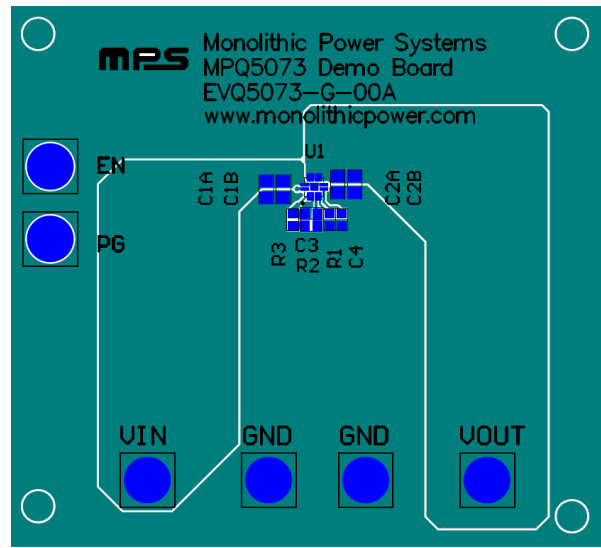 mps
Monolithic Power Systems
MPQ5073 Demo Board
EVQ5073-G-00A
www.monolithicpower.com
U1
EN
C1A
C1B
C2A
C2B
PG
R3
C3
R2
R1
C4
VIN
GND
GND
VOUT